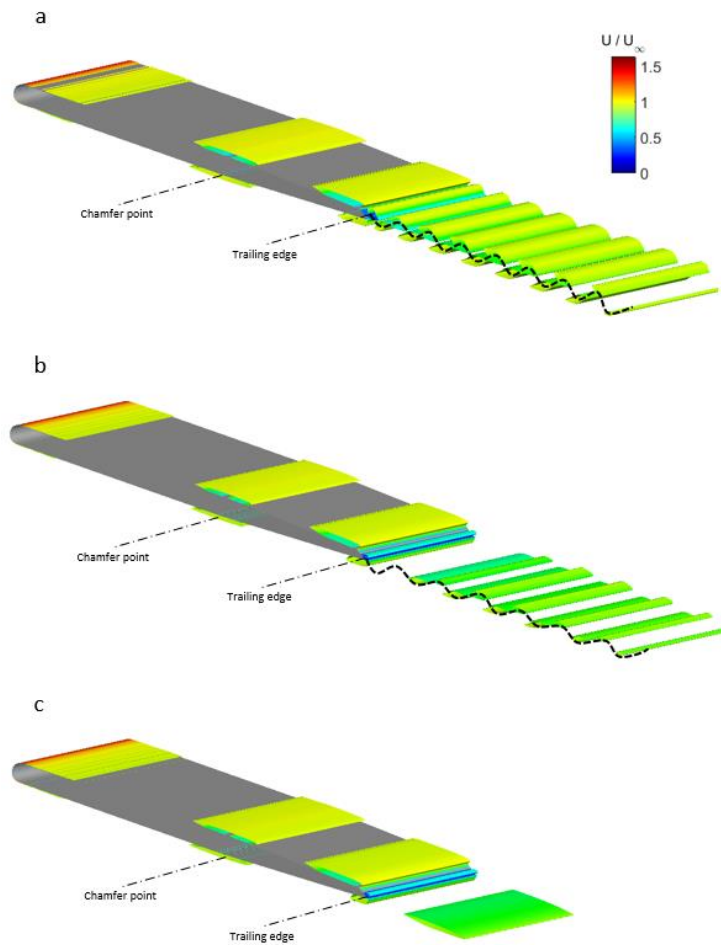 a
U / U∞
1.5
1
0.5
0
Chamfer point
Trailing edge
b
Chamfer point
Trailing edge
c
Chamfer point
Trailing edge